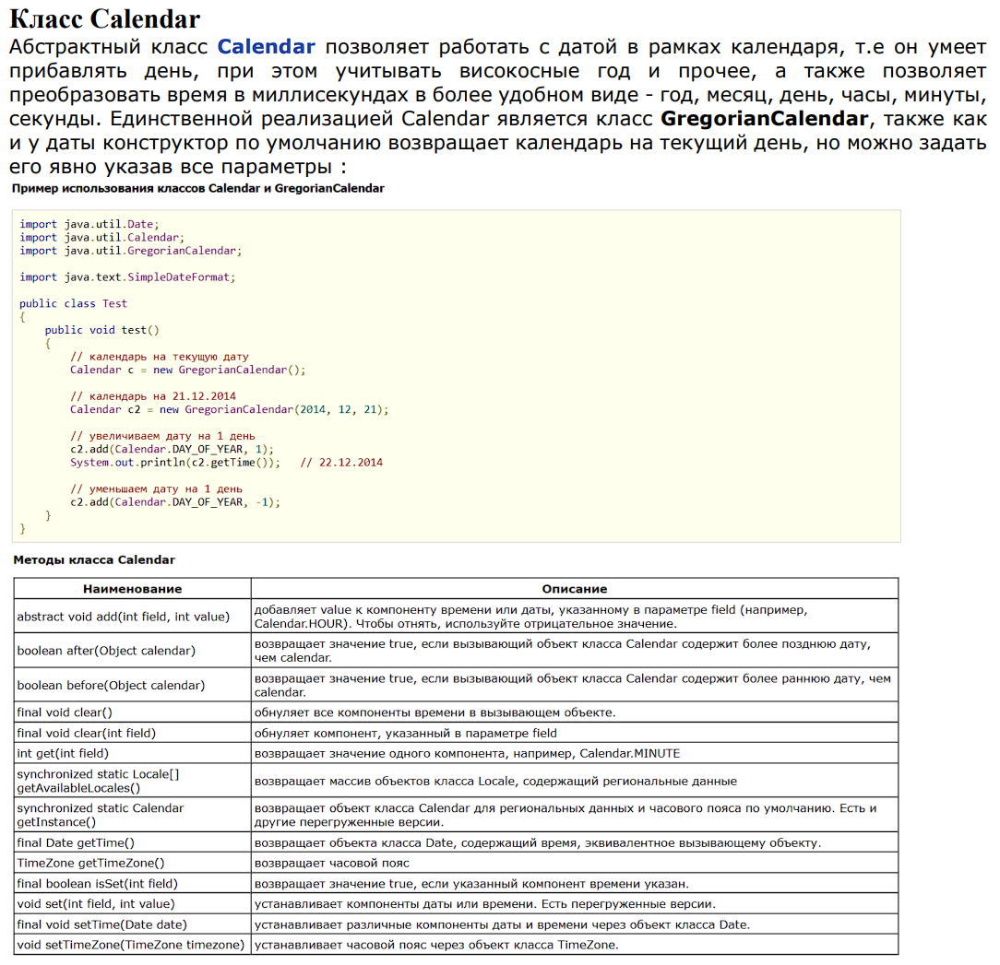 Класс Calendar
Абстрактный класс Calendar позволяет работать с датой в рамках календаря, т.е он умеет
прибавлять день, при этом учитывать високосные год и прочее, а также позволяет
преобразовать время в миллисекундах в более удобном виде - год, месяц, день, часы, минуты,
секунды. Единственной реализацией Calendar является класс GregorianCalendar, также как
и у даты конструктор по умолчанию возвращает календарь на текущий день, но можно задать
его явно указав все параметры :
Пример использования классов Calendar и GregorianCalendar
import java.util.Date;
import java.util.Calendar;
import java.util.GregorianCalendar;
import java.text.SimpleDateFormat;
public class Test
{
public void test()
{
// календарь на текущую дату
Calendar c = new GregorianCalendar();
// календарь на 21.12.2014
Calendar c2 = new GregorianCalendar(2014, 12, 21);
// увеличиваем дату на 1 день
c2.add(Calendar.DAY_OF_YEAR, 1);
System.out.println(c2.getTime()); // 22.12.2014
// уменьшаем дату на 1 день
c2.add(Calendar.DAY_OF_YEAR, -1);
}
}
Методы класса Calendar
Наименование Описание
abstract void add(int field, int value)
добавляет value к компоненту времени или даты, указанному в параметре field (например,
Calendar.HOUR). Чтобы отнять, используйте отрицательное значение.
boolean after(Object calendar)
возвращает значение true, если вызывающий объект класса Calendar содержит более позднюю дату,
чем calendar.
boolean before(Object calendar)
возвращает значение true, если вызывающий объект класса Calendar содержит более раннюю дату, чем
calendar.
final void clear() обнуляет все компоненты времени в вызывающем объекте.
final void clear(int field) обнуляет компонент, указанный в параметре field
int get(int field) возвращает значение одного компонента, например, Calendar.MINUTE
synchronized static Locale[]
getAvailableLocales()
возвращает массив объектов класса Locale, содержащий региональные данные
synchronized static Calendar
getInstance()
возвращает объект класса Calendar для региональных данных и часового пояса по умолчанию. Есть и
другие перегруженные версии.
final Date getTime() возвращает объекта класса Date, содержащий время, эквивалентное вызывающему объекту.
TimeZone getTimeZone() возвращает часовой пояс
final boolean isSet(int field) возвращает значение true, если указанный компонент времени указан.
void set(int field, int value) устанавливает компоненты даты или времени. Есть перегруженные версии.
final void setTime(Date date) устанавливает различные компоненты даты и времени через объект класса Date.
void setTimeZone(TimeZone timezone) устанавливает часовой пояс через объект класса TimeZone.